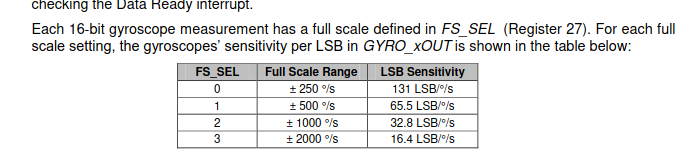 checking the Data Ready interrupt.
Each 16-bit gyroscope measurement has a full scale defined in FS_SEL (Register 27). For each full
scale setting, the gyroscopes' sensitivity per LSB in GYRO_xOUT is shown in the table below:
FS_SEL Full Scale Range LSB Sensitivity
0 ± 250 °/s 131 LSB/°/s
1 ± 500 °/s 65.5 LSB/°/s
2 ± 1000 °/s 32.8 LSB/°/s
3 ± 2000 °/s 16.4 LSB/°/s